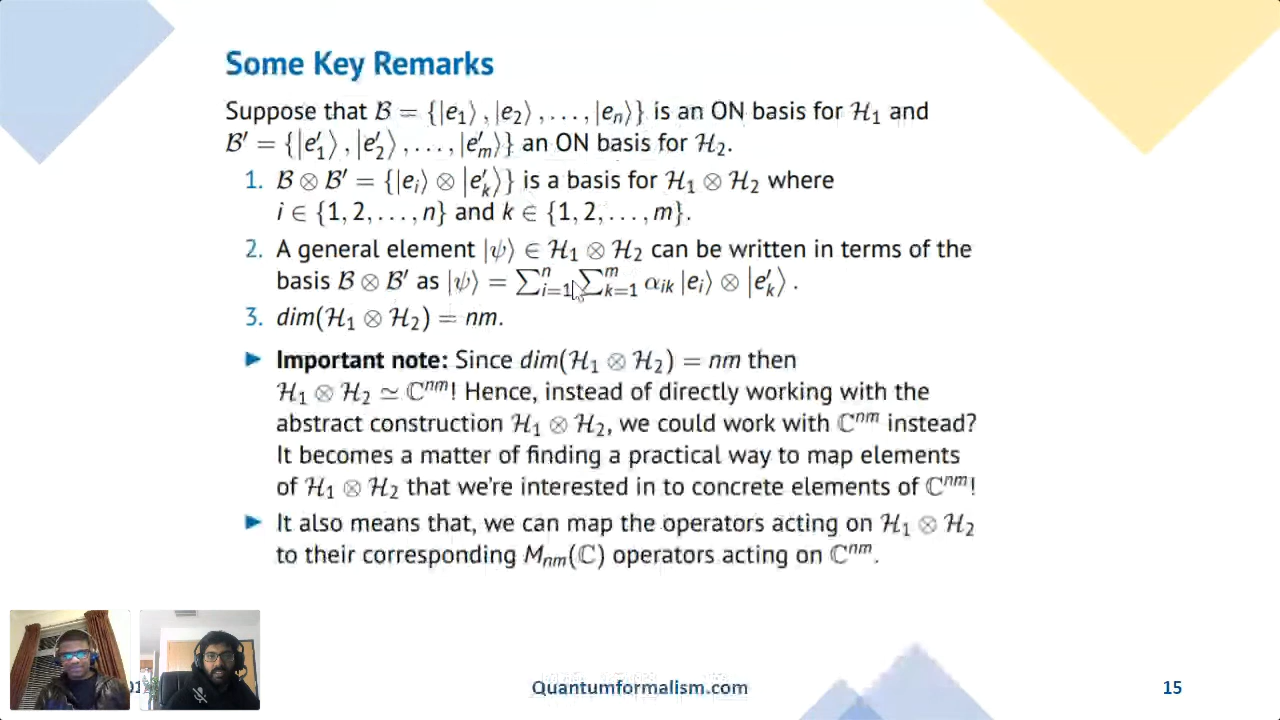 Some Key Remarks
Suppose that ℬ = {|e₁⟩, |e₂⟩, . . . , |eₙ⟩} is an ON basis for ℋ₁ and
ℬ′ = {|e′₁⟩, |e′₂⟩, . . . , |e′ₘ⟩} an ON basis for ℋ₂.
1. ℬ ⊗ ℬ′ = {|eᵢ⟩ ⊗ |e′ₖ⟩} is a basis for ℋ₁ ⊗ ℋ₂ where
i ∈ {1, 2, . . . , n} and k ∈ {1, 2, . . . , m}.
2. A general element |ψ⟩ ∈ ℋ₁ ⊗ ℋ₂ can be written in terms of the
basis ℬ ⊗ ℬ′ as |ψ⟩ = ∑ⁿᵢ₌₁ ∑ᵐₖ₌₁ αᵢₖ |eᵢ⟩ ⊗ |e′ₖ⟩ .
3. dim(ℋ₁ ⊗ ℋ₂) = nm.
▶ Important note: Since dim(ℋ₁ ⊗ ℋ₂) = nm then
ℋ₁ ⊗ ℋ₂ ≃ ℂⁿᵐ! Hence, instead of directly working with the
abstract construction ℋ₁ ⊗ ℋ₂, we could work with ℂⁿᵐ instead?
It becomes a matter of finding a practical way to map elements
of ℋ₁ ⊗ ℋ₂ that we're interested in to concrete elements of ℂⁿᵐ!
▶ It also means that, we can map the operators acting on ℋ₁ ⊗ ℋ₂
to their corresponding Mₙₘ(ℂ) operators acting on ℂⁿᵐ.
Quantumformalism.com
15